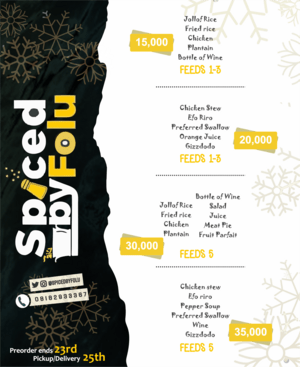 Spiced
byFolu
@SPICEDBYFOLU
Preorder ends 23rd
Pickup/Delivery 25th
15,000
Jollof Rice
Fried rice
Chicken
Plantain
Bottle of Wine
FEEDS 1-3
Chicken Stew
Efo Riro
Preferred Swallow
Orange Juice
Gizzdodo
FEEDS 1-3
20,000
Jollof Rice
Fried rice
Chicken
Plantain
Bottle of Wine
Salad
Juice
Meat Pie
Fruit Parfait
30,000
FEEDS 5
Chicken stew
Efo riro
Pepper Soup
Preferred Swallow
Wine
Gizzdodo
35,000
FEEDS 5